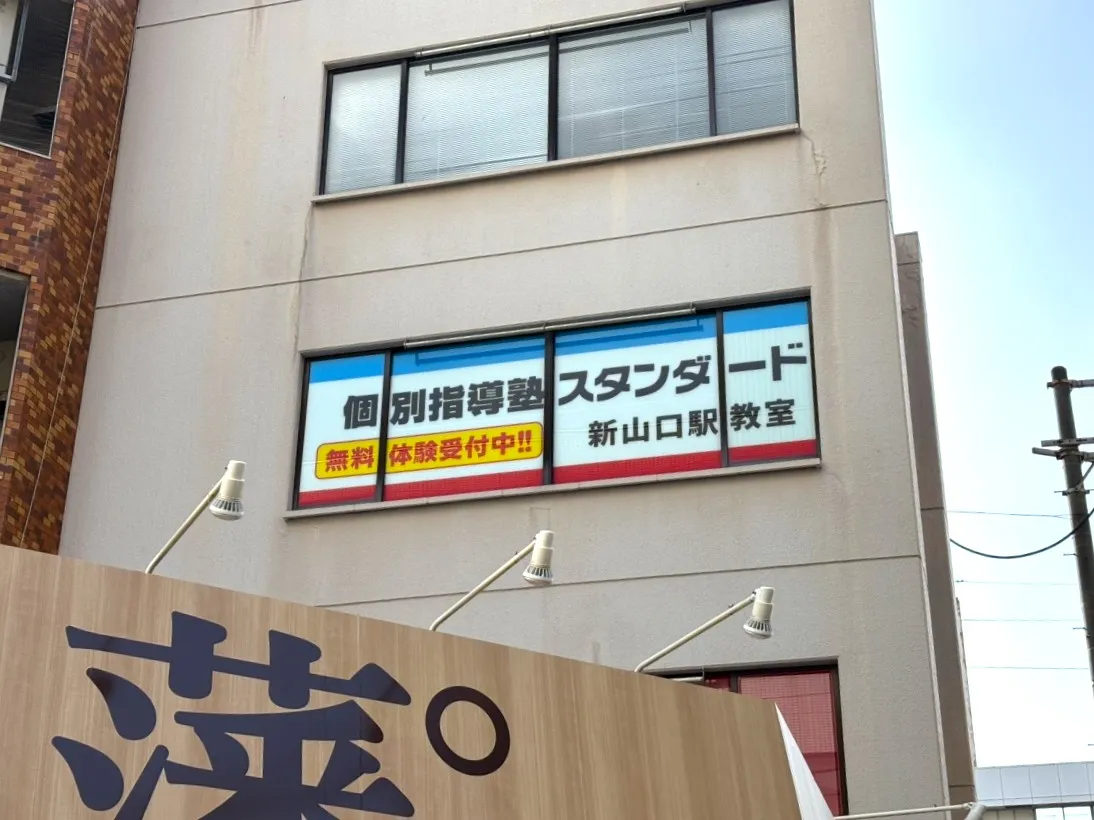 個別指導塾スタンダード
無料体験受付中!!
新山口駅教室